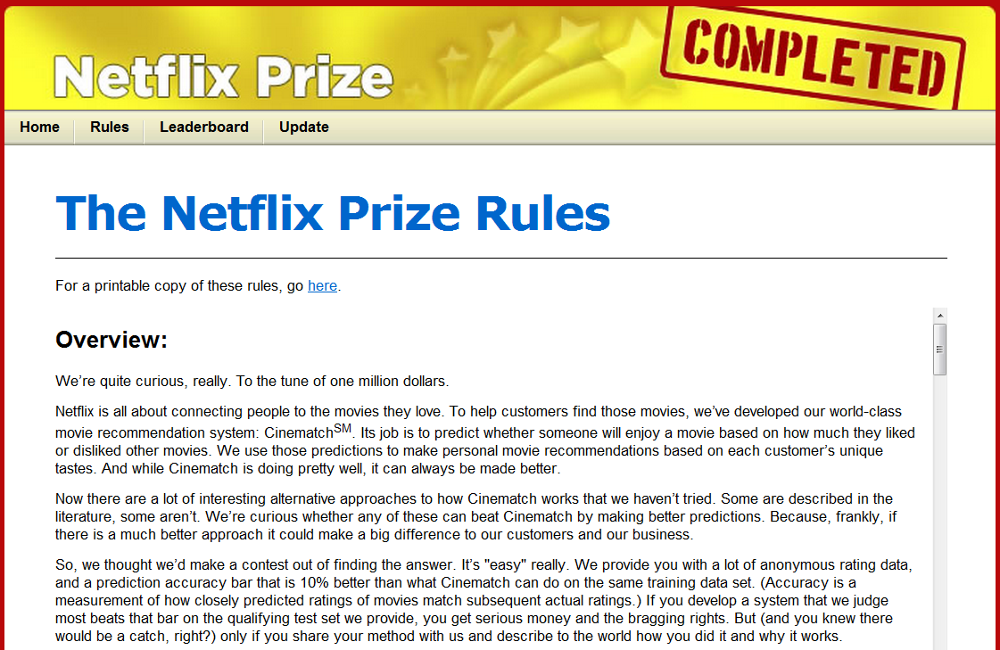 Netflix Prize
COMPLETED
Home Rules Leaderboard Update
The Netflix Prize Rules
For a printable copy of these rules, go here.
Overview:
We’re quite curious, really. To the tune of one million dollars.
Netflix is all about connecting people to the movies they love. To help customers find those movies, we’ve developed our world-class
movie recommendation system: CinematchSM. Its job is to predict whether someone will enjoy a movie based on how much they liked
or disliked other movies. We use those predictions to make personal movie recommendations based on each customer’s unique
tastes. And while Cinematch is doing pretty well, it can always be made better.
Now there are a lot of interesting alternative approaches to how Cinematch works that we haven’t tried. Some are described in the
literature, some aren’t. We’re curious whether any of these can beat Cinematch by making better predictions. Because, frankly, if
there is a much better approach it could make a big difference to our customers and our business.
So, we thought we’d make a contest out of finding the answer. It’s "easy" really. We provide you with a lot of anonymous rating data,
and a prediction accuracy bar that is 10% better than what Cinematch can do on the same training data set. (Accuracy is a
measurement of how closely predicted ratings of movies match subsequent actual ratings.) If you develop a system that we judge
most beats that bar on the qualifying test set we provide, you get serious money and the bragging rights. But (and you knew there
would be a catch, right?) only if you share your method with us and describe to the world how you did it and why it works.